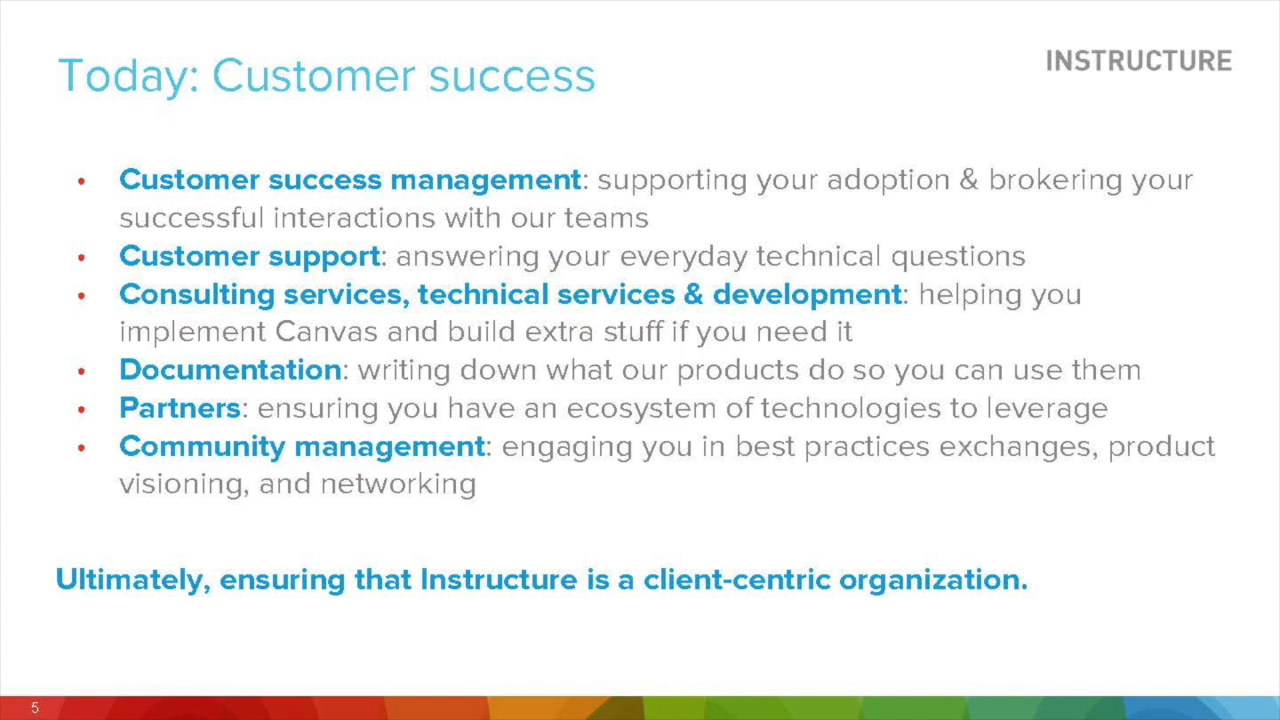 Today: Customer success
INSTRUCTURE
• Customer success management: supporting your adoption & brokering your
successful interactions with our teams
• Customer support: answering your everyday technical questions
• Consulting services, technical services & development: helping you
implement Canvas and build extra stuff if you need it
• Documentation: writing down what our products do so you can use them
• Partners: ensuring you have an ecosystem of technologies to leverage
• Community management: engaging you in best practices exchanges, product
visioning, and networking
Ultimately, ensuring that Instructure is a client-centric organization.
5